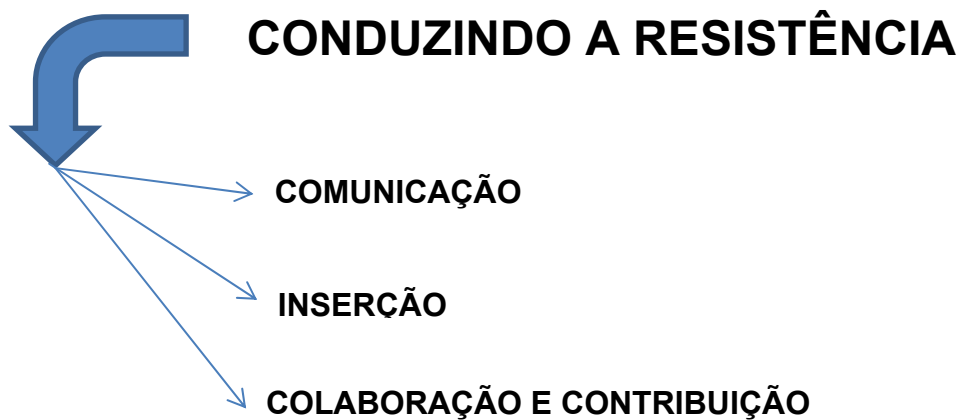 CONDUZINDO A RESISTÊNCIA
COMUNICAÇÃO
INSERÇÃO
COLABORAÇÃO E CONTRIBUIÇÃO